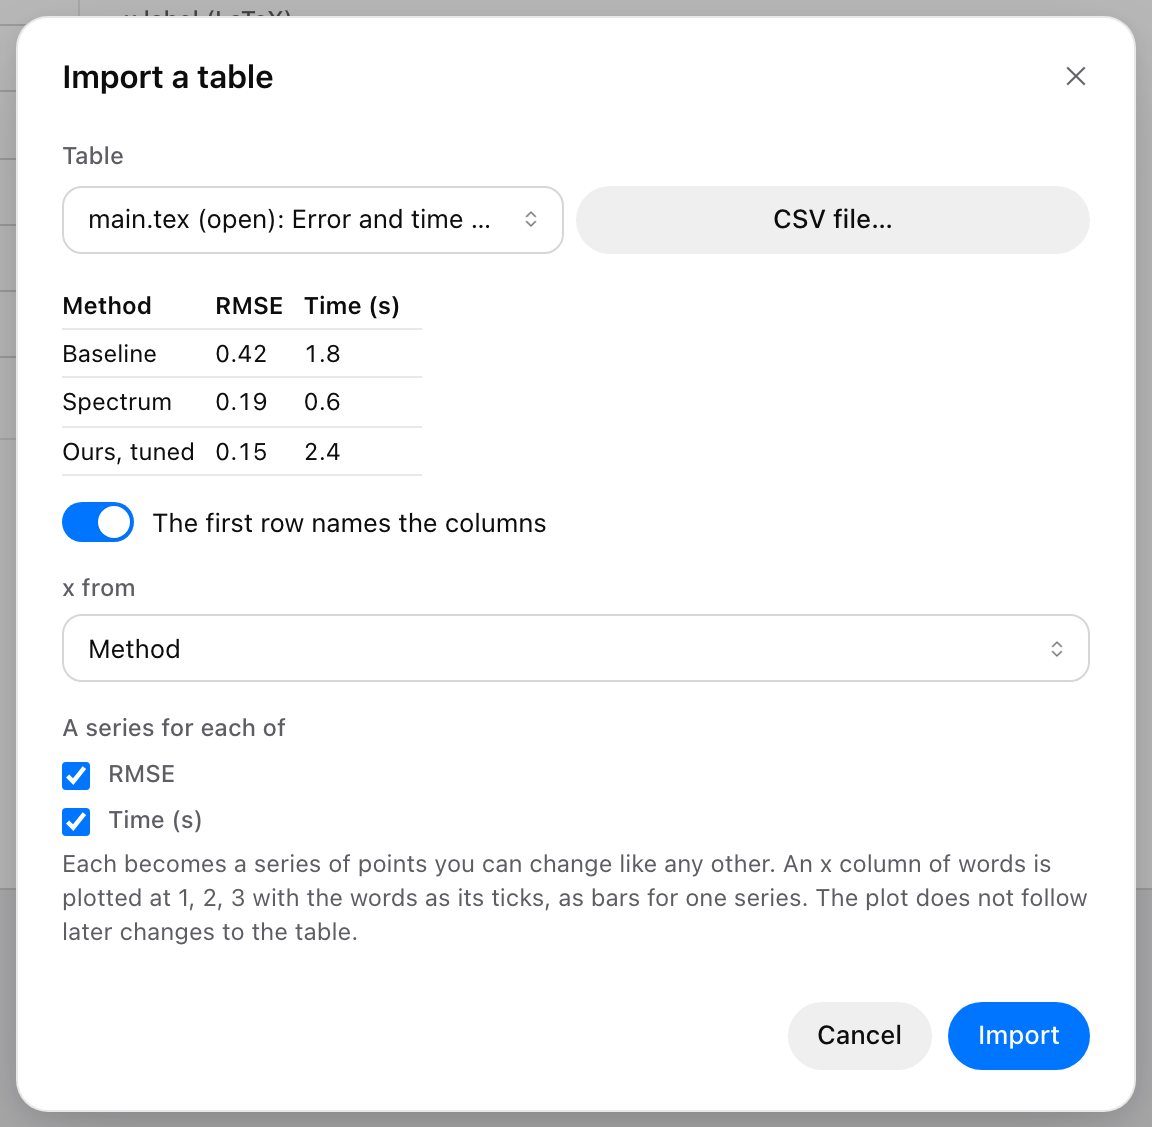 Import a table
Table
main.tex (open): Error and time ...
CSV file...
Method RMSE Time (s)
Baseline 0.42 1.8
Spectrum 0.19 0.6
Ours, tuned 0.15 2.4
The first row names the columns
x from
Method
A series for each of
RMSE
Time (s)
Each becomes a series of points you can change like any other. An x column of words is
plotted at 1, 2, 3 with the words as its ticks, as bars for one series. The plot does not follow
later changes to the table.
Cancel Import